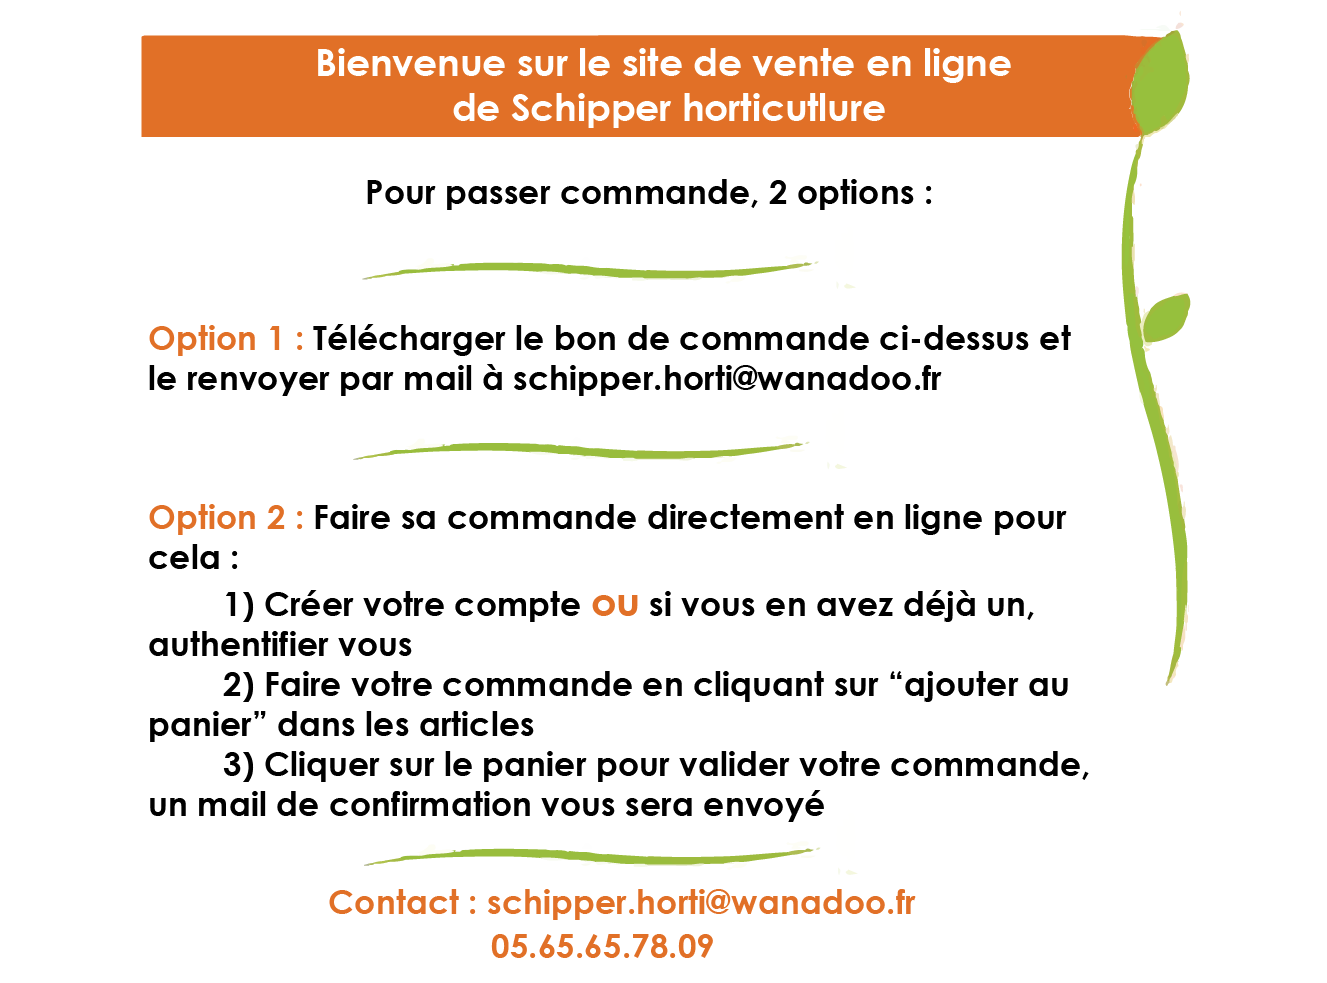 Bienvenue sur le site de vente en ligne
de Schipper horticutlure
Pour passer commande, 2 options :
Option 1 : Télécharger le bon de commande ci-dessus et
le renvoyer par mail à schipper.horti@wanadoo.fr
Option 2 : Faire sa commande directement en ligne pour
cela :
1) Créer votre compte ou si vous en avez déjà un,
authentifier vous
2) Faire votre commande en cliquant sur “ajouter au
panier” dans les articles
3) Cliquer sur le panier pour valider votre commande,
un mail de confirmation vous sera envoyé
Contact : schipper.horti@wanadoo.fr
05.65.65.78.09